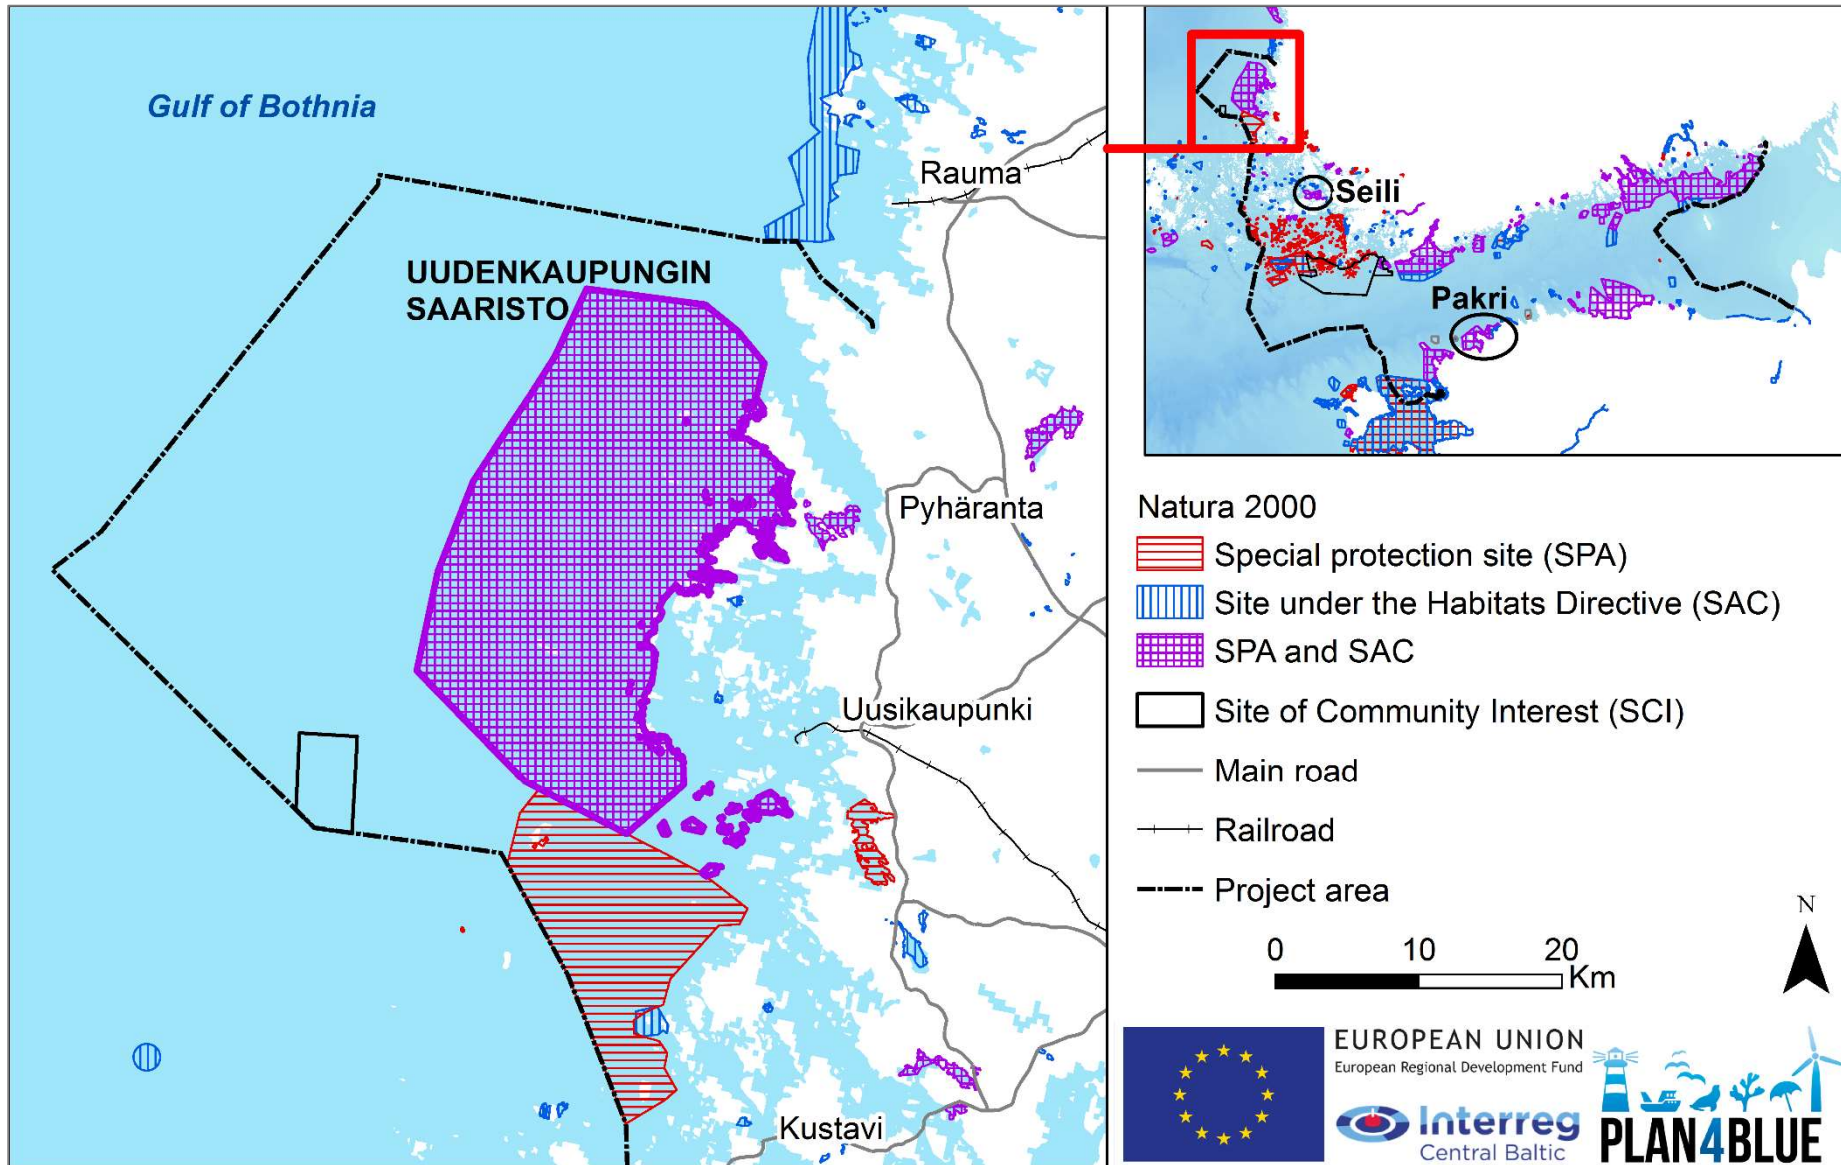 Gulf of Bothnia
Rauma
UUDENKAUPUNGIN
SAARISTO
Pyhäranta
Uusikaupunki
Kustavi
Seili
Pakri
Natura 2000
Special protection site (SPA)
Site under the Habitats Directive (SAC)
SPA and SAC
Site of Community Interest (SCI)
Main road
Railroad
Project area
N
0 10 20
Km
EUROPEAN UNION
European Regional Development Fund
Interreg
Central Baltic
PLAN4BLUE